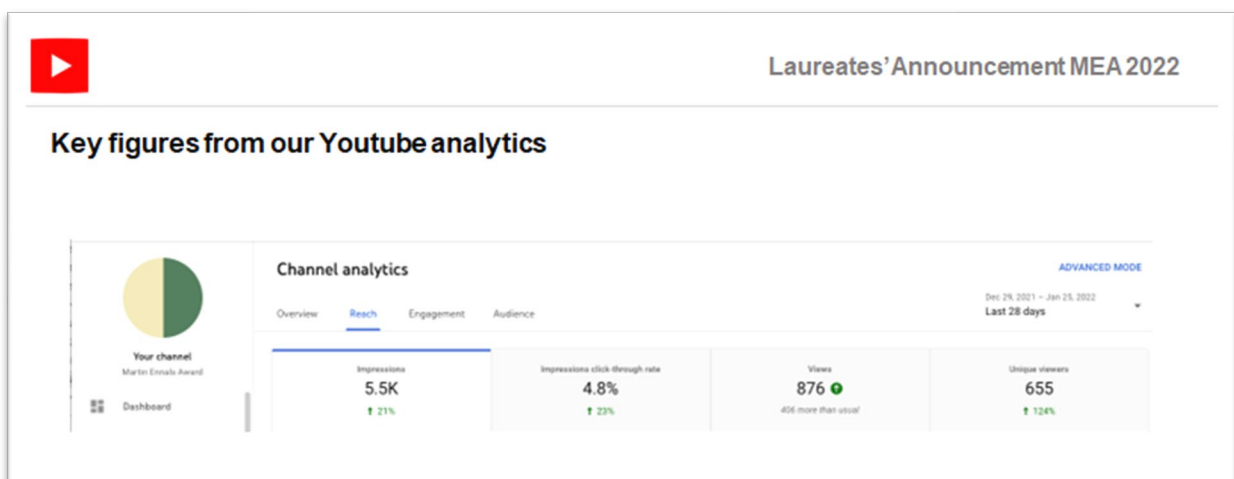 Laureates' Announcement MEA 2022
Key figures from our Youtube analytics
Channel analytics
ADVANCED MODE
Overview Reach Engagement Audience
Dec 29, 2021 – Jan 25, 2022
Last 28 days
Your channel
Martin Ennals Award
Dashboard
Impressions
5.5K
21%
Impressions click-through rate
4.8%
23%
Views
876
406 more than usual
Unique viewers
655
124%